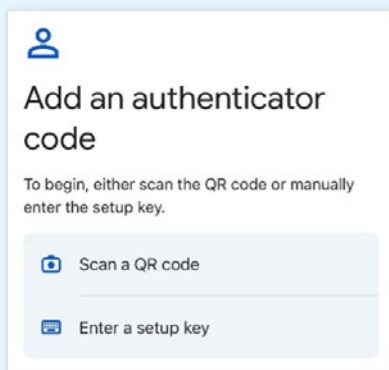 Add an authenticator
code
To begin, either scan the QR code or manually
enter the setup key.
Scan a QR code
Enter a setup key